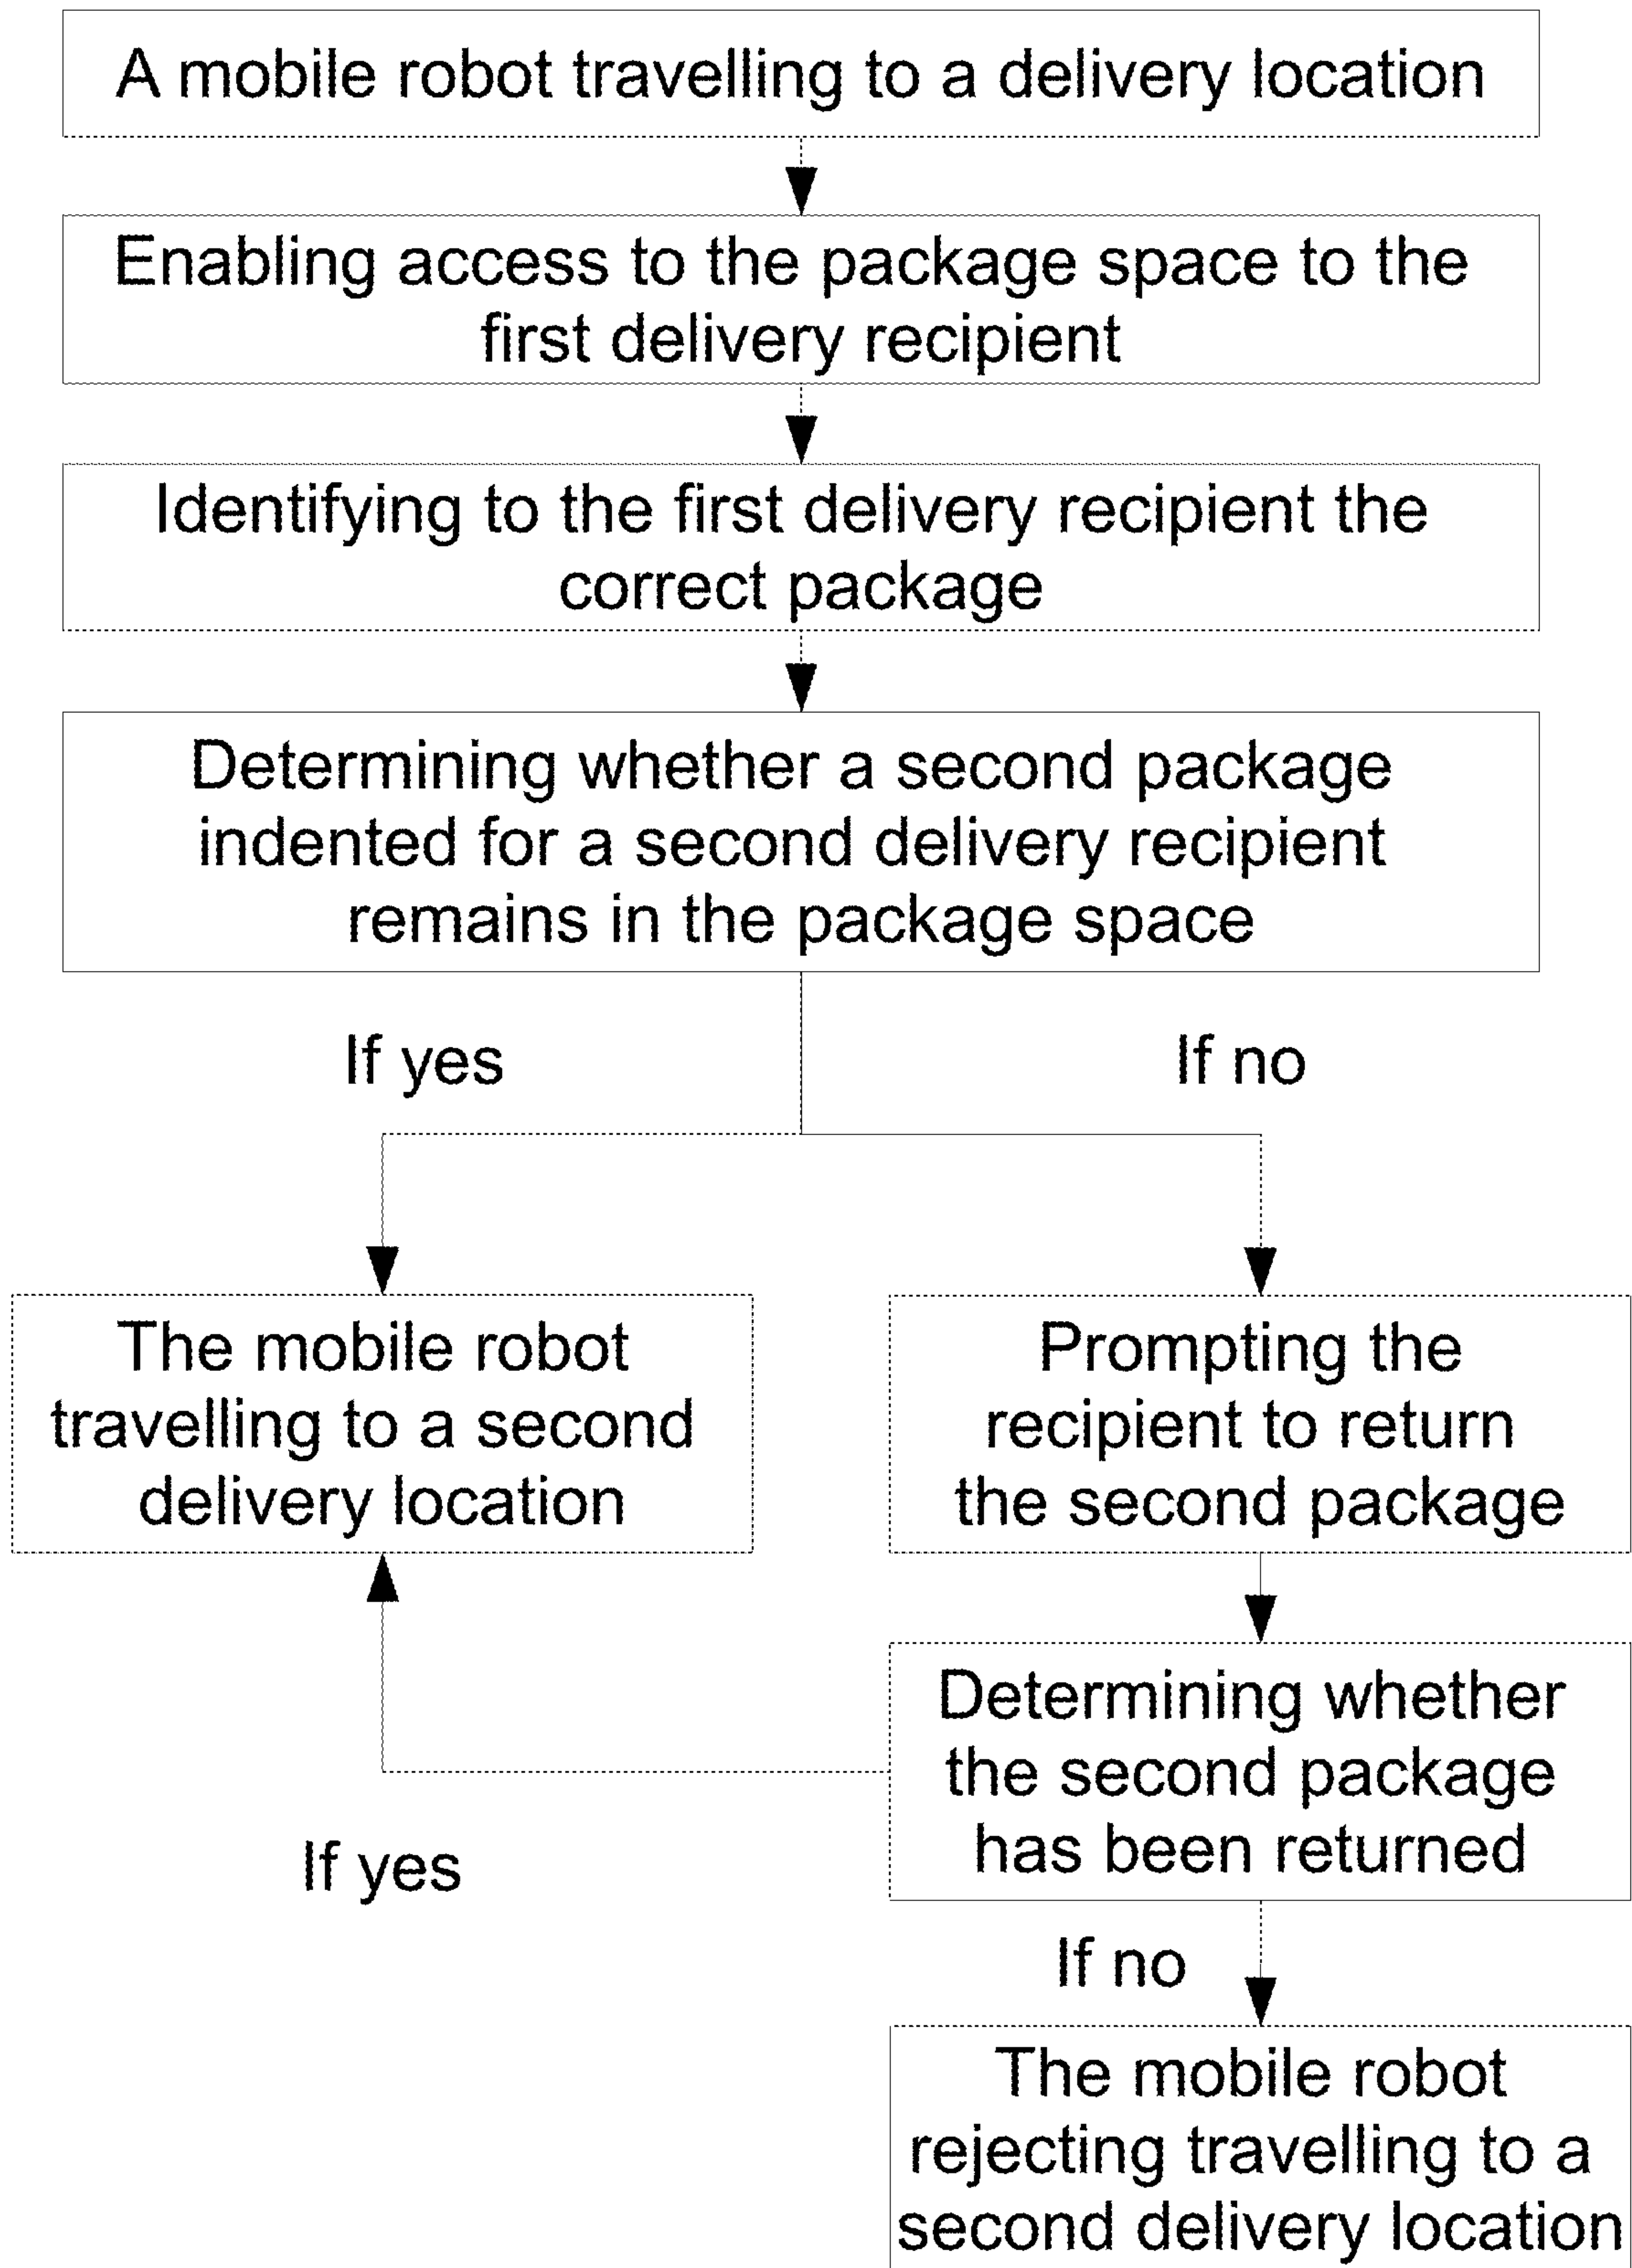 A mobile robot travelling to a delivery location
Enabling access to the package space to the
first delivery recipient
Identifying to the first delivery recipient the
correct package
Determining whether a second package
indented for a second delivery recipient
remains in the package space
If yes
If no
The mobile robot
travelling to a second
delivery location
Prompting the
recipient to return
the second package
Determining whether
the second package
has been returned
If yes
If no
The mobile robot
rejecting travelling to a
second delivery location